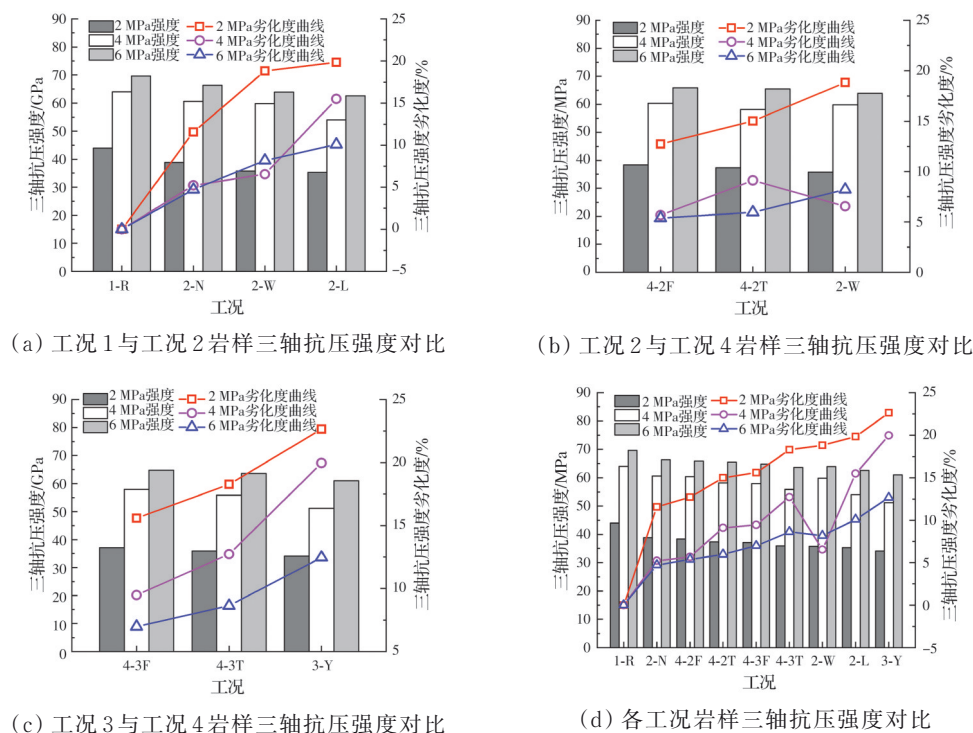 2 MPa强度 2 MPa劣化度曲线
4 MPa强度 4 MPa劣化度曲线
6 MPa强度 6 MPa劣化度曲线
三轴抗压强度/GPa
90
80
70
60
50
40
30
20
10
0
25
20
15
10
5
0
-5
三轴抗压强度劣化度/%
1-R 2-N 2-W 2-L
工况
(a) 工况1与工况2岩样三轴抗压强度对比
2 MPa强度 2 MPa劣化度曲线
4 MPa强度 4 MPa劣化度曲线
6 MPa强度 6 MPa劣化度曲线
三轴抗压强度/MPa
90
80
70
60
50
40
30
20
10
0
25
20
15
10
5
0
三轴抗压强度劣化度/%
4-2F 4-2T 2-W
工况
(b) 工况2与工况4岩样三轴抗压强度对比
2 MPa强度 2 MPa劣化度曲线
4 MPa强度 4 MPa劣化度曲线
6 MPa强度 6 MPa劣化度曲线
三轴抗压强度/GPa
90
80
70
60
50
40
30
20
10
0
25
20
15
10
5
三轴抗压强度劣化度/%
4-3F 4-3T 3-Y
工况
(c) 工况3与工况4岩样三轴抗压强度对比
2 MPa强度 2 MPa劣化度曲线
4 MPa强度 4 MPa劣化度曲线
6 MPa强度 6 MPa劣化度曲线
三轴抗压强度/MPa
90
80
70
60
50
40
30
20
10
0
25
20
15
10
5
0
-5
三轴抗压强度劣化度/%
1-R 2-N 4-2F 4-2T 4-3F 4-3T 2-W 2-L 3-Y
工况
(d) 各工况岩样三轴抗压强度对比